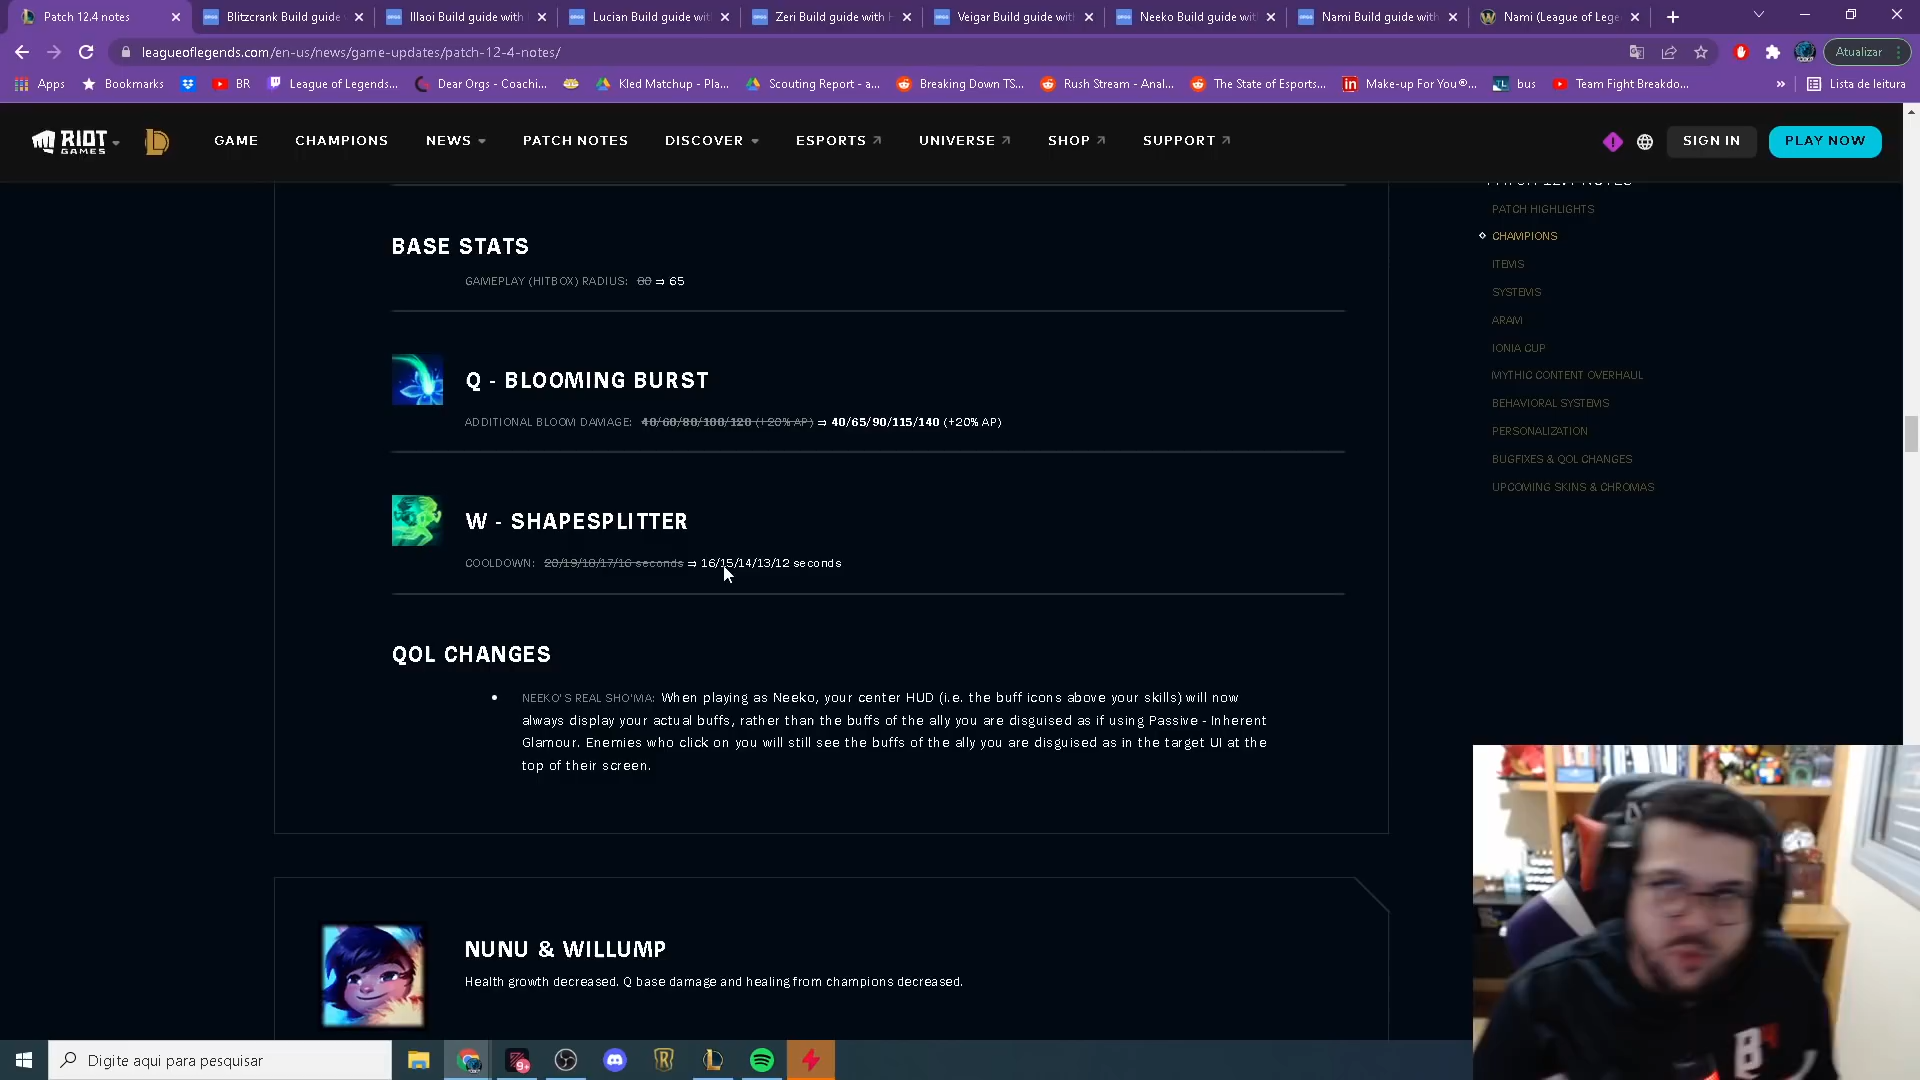 Patch 12.4 notes
Blitzcrank Build guide
Illaoi Build guide with
Lucian Build guide wit
Zeri Build guide with
Veigar Build guide wit
Neeko Build guide wit
Nami Build guide with
Nami (League of Lege
leagueoflegends.com/en-us/news/game-updates/patch-12-4-notes/
Atualizar
Apps
Bookmarks
BR
League of Legends...
Dear Orgs - Coachi...
Kled Matchup - Pla...
Scouting Report - a...
Breaking Down TS...
Rush Stream - Anal...
The State of Esports...
Make-up For You®...
bus
Team Fight Breakdo...
»
Lista de leitura
RIOT GAMES
GAME
CHAMPIONS
NEWS
PATCH NOTES
DISCOVER
ESPORTS
UNIVERSE
SHOP
SUPPORT
SIGN IN
PLAY NOW
PATCH 12.4 NOTES
PATCH HIGHLIGHTS
CHAMPIONS
ITEMS
SYSTEMS
ARAM
IONIA CUP
MYTHIC CONTENT OVERHAUL
BEHAVIORAL SYSTEMS
PERSONALIZATION
BUGFIXES & QOL CHANGES
UPCOMING SKINS & CHROMAS
BASE STATS
GAMEPLAY (HITBOX) RADIUS: 80 ⇒ 65
Q - BLOOMING BURST
ADDITIONAL BLOOM DAMAGE: 40/60/80/100/120 (+20% AP) ⇒ 40/65/90/115/140 (+20% AP)
W - SHAPESPLITTER
COOLDOWN: 20/19/18/17/16 seconds ⇒ 16/15/14/13/12 seconds
QOL CHANGES
NEEKO'S REAL SHO'MA: When playing as Neeko, your center HUD (i.e. the buff icons above your skills) will now
always display your actual buffs, rather than the buffs of the ally you are disguised as if using Passive - Inherent
Glamour. Enemies who click on you will still see the buffs of the ally you are disguised as in the target UI at the
top of their screen.
NUNU & WILLUMP
Health growth decreased. Q base damage and healing from champions decreased.
Digite aqui para pesquisar
9+